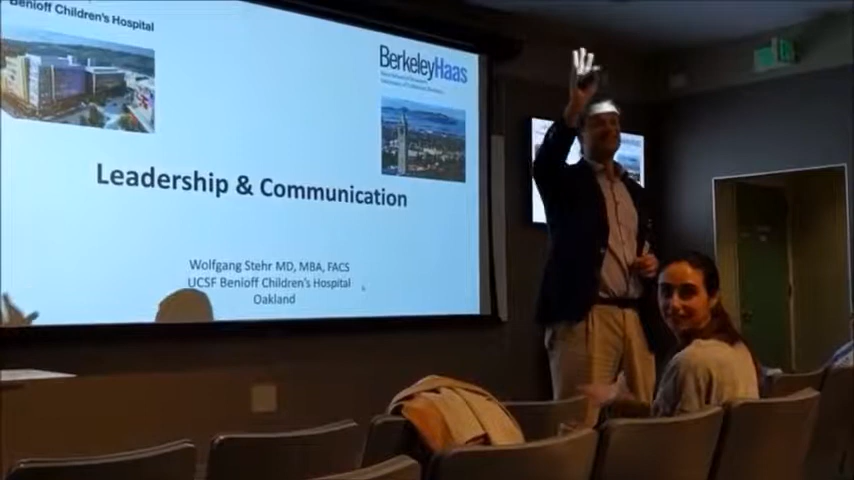 Benioff Children's Hospital
BerkeleyHaas
Leadership & Communication
Wolfgang Stehr MD, MBA, FACS
UCSF Benioff Children's Hospital
Oakland